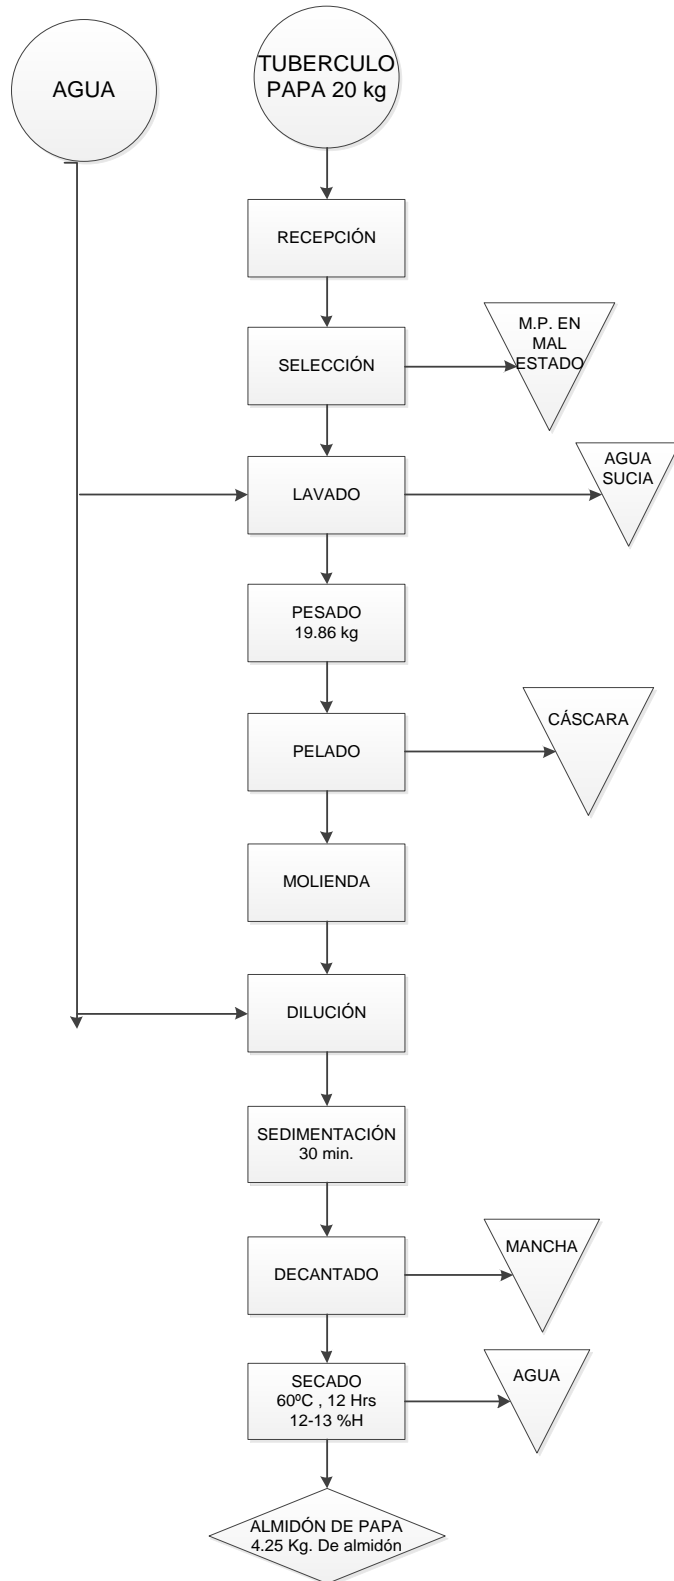 AGUA
TUBERCULO
PAPA 20 kg
RECEPCIÓN
SELECCIÓN
M.P. EN
MAL
ESTADO
LAVADO
AGUA
SUCIA
PESADO
19.86 kg
PELADO
CÁSCARA
MOLIENDA
DILUCIÓN
SEDIMENTACIÓN
30 min.
DECANTADO
MANCHA
SECADO
60ºC , 12 Hrs
12-13 %H
AGUA
ALMIDÓN DE PAPA
4.25 Kg. De almidón